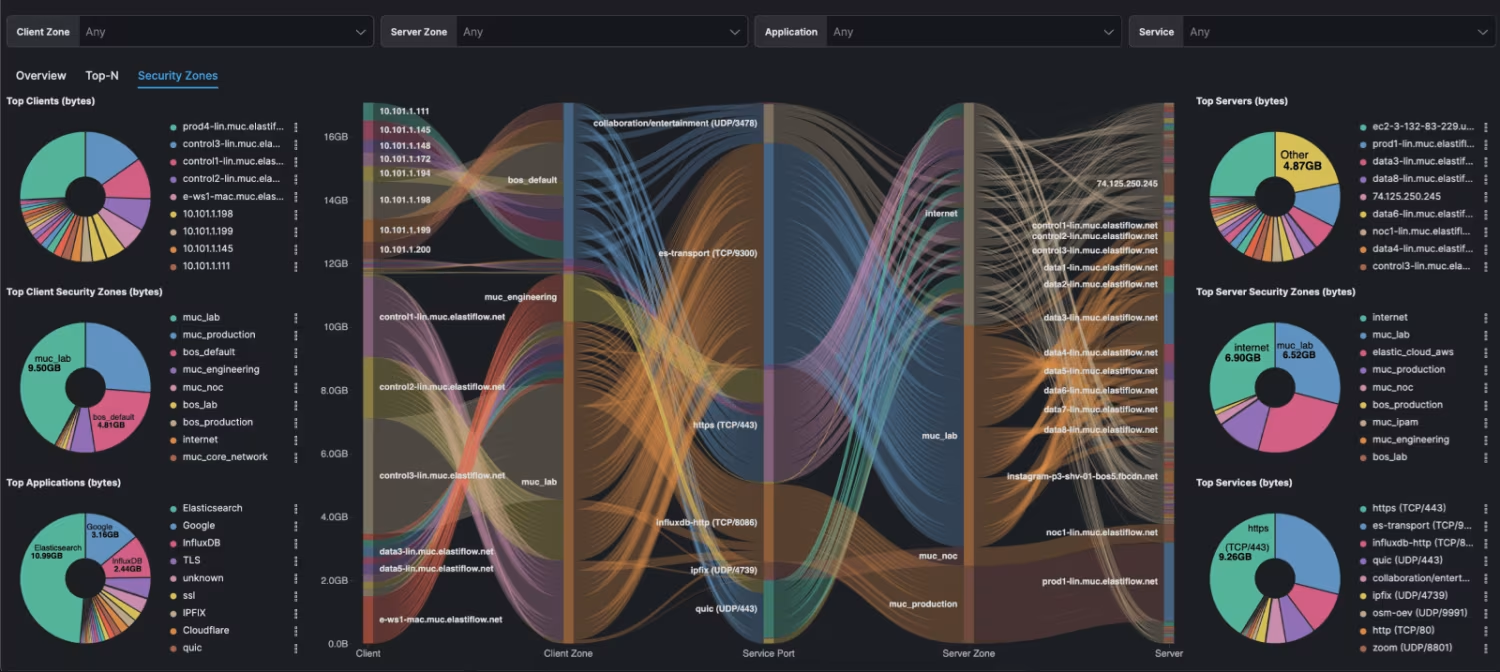 Client Zone Any
Server Zone Any
Application Any
Service Any
Overview Top-N Security Zones
Top Clients (bytes)
prod4-lin.muc.elastif...
control3-lin.muc.ela...
control1-lin.muc.elas...
control2-lin.muc.ela...
e-ws1-mac.muc.elas...
10.101.1.198
10.101.1.199
10.101.1.145
10.101.1.111
Top Client Security Zones (bytes)
muc_lab
9.50GB
bos_default
4.81GB
muc_lab
muc_production
bos_default
muc_engineering
muc_noc
bos_lab
bos_production
internet
muc_core_network
Top Applications (bytes)
Google
3.16GB
Elasticsearch
10.99GB
InfluxDB
2.44GB
Elasticsearch
Google
InfluxDB
TLS
unknown
ssl
IPFIX
Cloudflare
quic
16GB
14GB
12GB
10GB
8.0GB
6.0GB
4.0GB
2.0GB
0.0B
10.101.1.111
10.101.1.145
10.101.1.148
10.101.1.172
10.101.1.194
10.101.1.198
10.101.1.199
10.101.1.200
control1-lin.muc.elastiflow.net
control2-lin.muc.elastiflow.net
control3-lin.muc.elastiflow.net
data3-lin.muc.elastiflow.net
data5-lin.muc.elastiflow.net
e-ws1-mac.muc.elastiflow.net
Client
bos_default
muc_engineering
muc_lab
Client Zone
collaboration/entertainment (UDP/3478)
es-transport (TCP/9300)
https (TCP/443)
influxdb-http (TCP/8086)
ipfix (UDP/4739)
quic (UDP/443)
Service Port
internet
muc_lab
muc_noc
muc_production
Server Zone
74.125.250.245
control1-lin.muc.elastiflow.net
control2-lin.muc.elastiflow.net
control3-lin.muc.elastiflow.net
data1-lin.muc.elastiflow.net
data2-lin.muc.elastiflow.net
data3-lin.muc.elastiflow.net
data4-lin.muc.elastiflow.net
data5-lin.muc.elastiflow.net
data6-lin.muc.elastiflow.net
data7-lin.muc.elastiflow.net
data8-lin.muc.elastiflow.net
instagram-p3-shv-01-bos5.fbcdn.net
noc1-lin.muc.elastiflow.net
prod1-lin.muc.elastiflow.net
Server
Top Servers (bytes)
Other
4.87GB
ec2-3-132-83-229.u...
prod1-lin.muc.elastifl...
data3-lin.muc.elastif...
data8-lin.muc.elastif...
74.125.250.245
data6-lin.muc.elastif...
noc1-lin.muc.elastifl...
data4-lin.muc.elastif...
control3-lin.muc.ela...
Top Server Security Zones (bytes)
internet
6.90GB
muc_lab
6.52GB
internet
muc_lab
elastic_cloud_aws
muc_production
muc_noc
bos_production
muc_ipam
muc_engineering
bos_lab
Top Services (bytes)
https
(TCP/443)
9.26GB
https (TCP/443)
es-transport (TCP/9...
influxdb-http (TCP/8...
quic (UDP/443)
collaboration/entert...
ipfix (UDP/4739)
osm-oev (UDP/9991)
http (TCP/80)
zoom (UDP/8801)